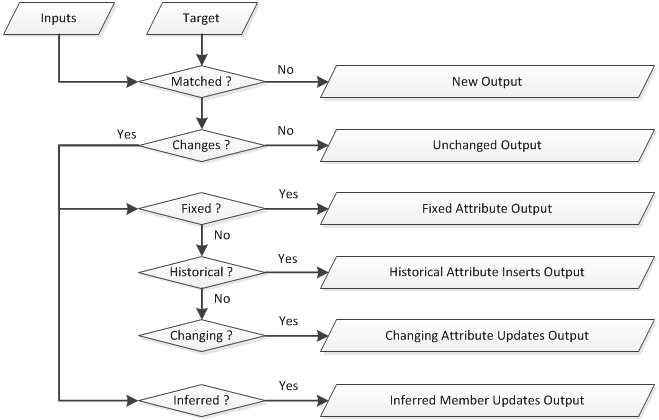 Inputs
Target
Matched ?
No
New Output
Yes
Changes ?
No
Unchanged Output
Fixed ?
Yes
Fixed Attribute Output
No
Historical ?
Yes
Historical Attribute Inserts Output
No
Changing ?
Yes
Changing Attribute Updates Output
Inferred ?
Yes
Inferred Member Updates Output